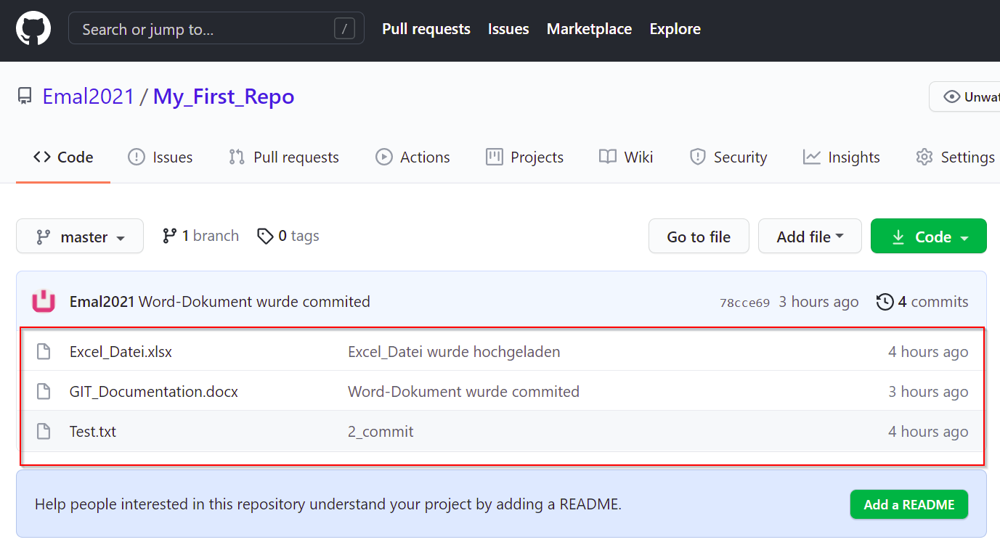 Search or jump to... / Pull requests Issues Marketplace Explore
Emal2021 / My_First_Repo Unwat
Code Issues Pull requests Actions Projects Wiki Security Insights Settings
master 1 branch 0 tags Go to file Add file Code
Emal2021 Word-Dokument wurde commited 78cce69 3 hours ago 4 commits
Excel_Datei.xlsx Excel_Datei wurde hochgeladen 4 hours ago
GIT_Documentation.docx Word-Dokument wurde commited 3 hours ago
Test.txt 2_commit 4 hours ago
Help people interested in this repository understand your project by adding a README. Add a README